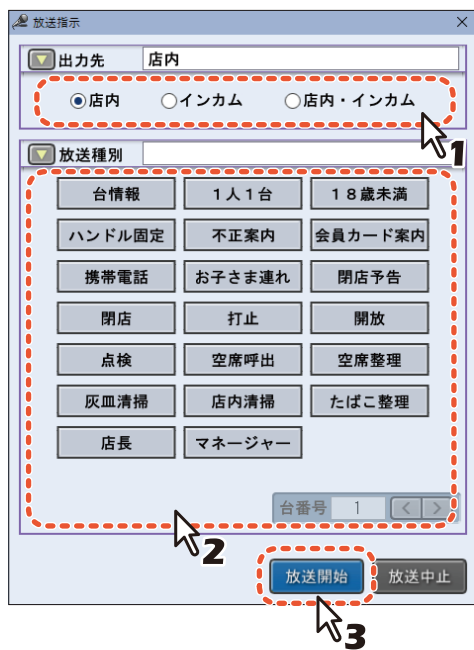 放送指示
出力先 店内
店内 インカム 店内・インカム
1
放送種別
台情報 1人1台 18歳未満
ハンドル固定 不正案内 会員カード案内
携帯電話 お子さま連れ 閉店予告
閉店 打止 開放
点検 空席呼出 空席整理
灰皿清掃 店内清掃 たばこ整理
店長 マネージャー
台番号 1 < >
2
放送開始 放送中止
3